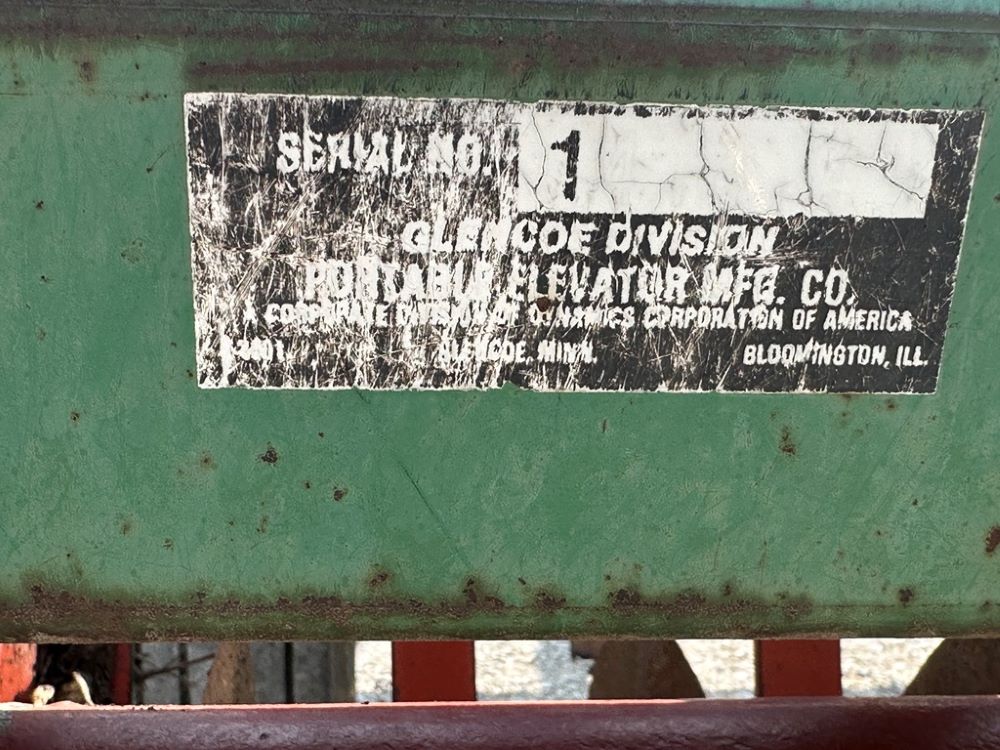 SERIAL NO. 1
GLENCOE DIVISION
PORTABLE ELEVATOR MFG. CO.
A CORPORATE DIVISION OF DYNAMICS CORPORATION OF AMERICA
GLENCOE, MINN. BLOOMINGTON, ILL.